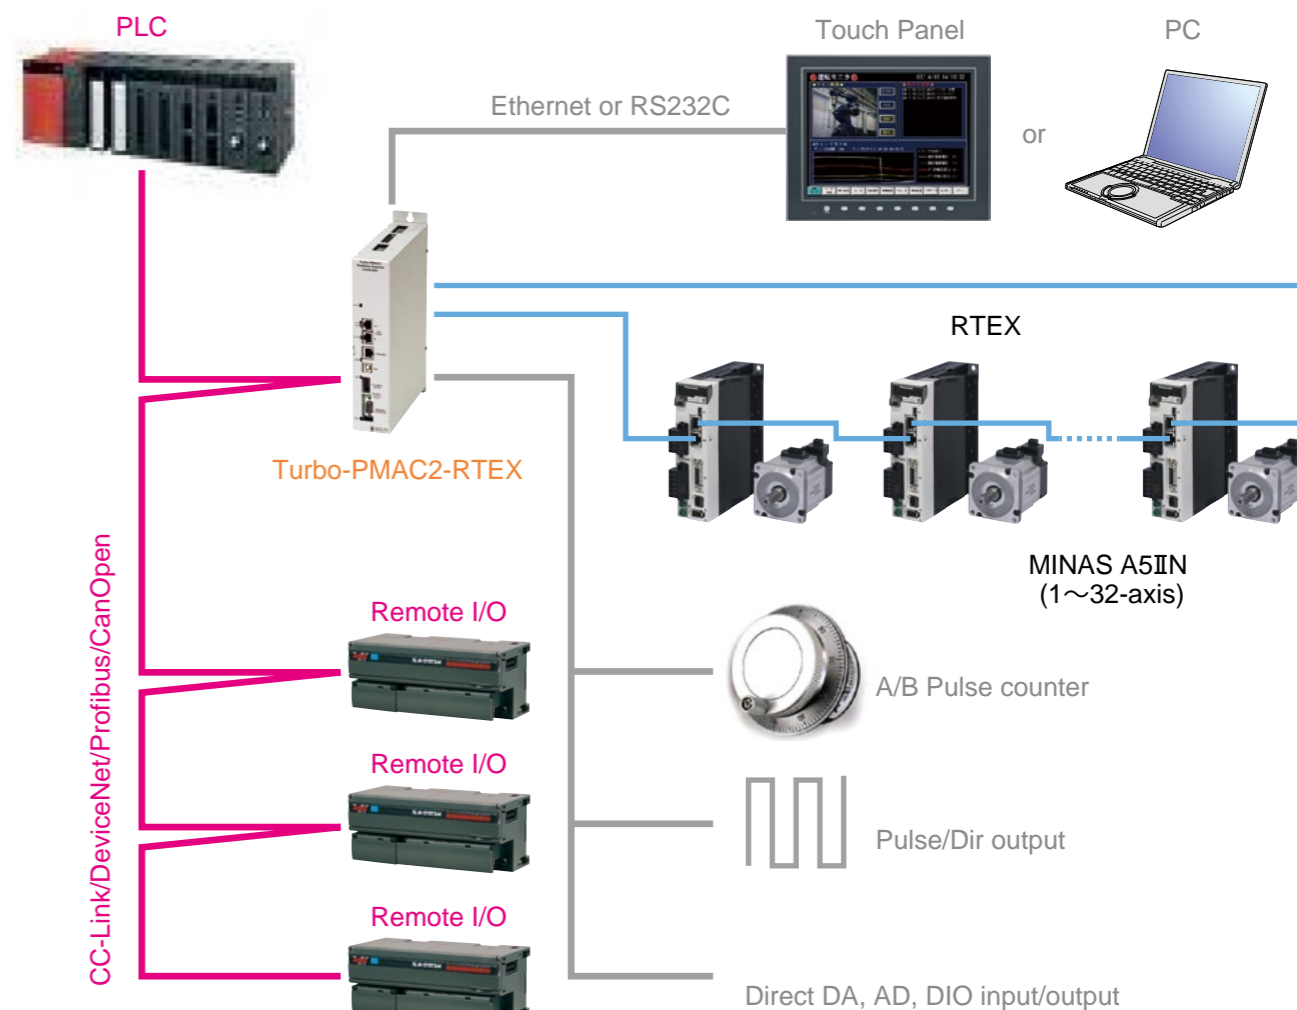 PLC
Touch Panel
PC
Ethernet or RS232C
or
RTEX
Turbo-PMAC2-RTEX
MINAS A5ⅡN
(1～32-axis)
CC-Link/DeviceNet/Profibus/CanOpen
Remote I/O
A/B Pulse counter
Remote I/O
Pulse/Dir output
Remote I/O
Direct DA, AD, DIO input/output